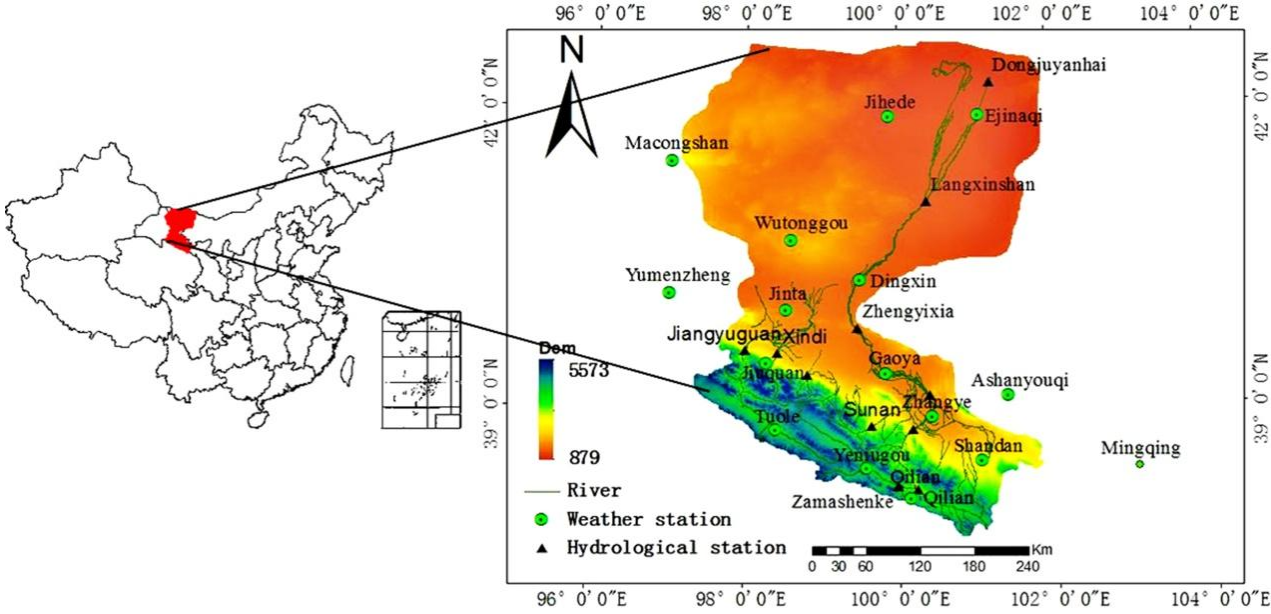 96° 0′ 0″E 98° 0′ 0″E 100° 0′ 0″E 102° 0′ 0″E 104° 0′ 0″E
N
42° 0′ 0″N
42° 0′ 0″N
Dongjuyanhai
Jihede
Ejinaqi
Macongshan
Langxinshan
Wutonggou
Yumenzheng
Dingxin
Jinta
Zhengyixia
Jiangyuguan
Xindi
Gaoya
Jiuquan
Ashanyouqi
Zhangye
Sunan
Tuole
Shandan
Mingqing
Yeniugou
Qilian
Zamashenke
Qilian
39° 0′ 0″N
39° 0′ 0″N
Dem
5573
879
River
Weather station
Hydrological station
0 30 60 120 180 240 Km
96° 0′ 0″E 98° 0′ 0″E 100° 0′ 0″E 102° 0′ 0″E 104° 0′ 0″E